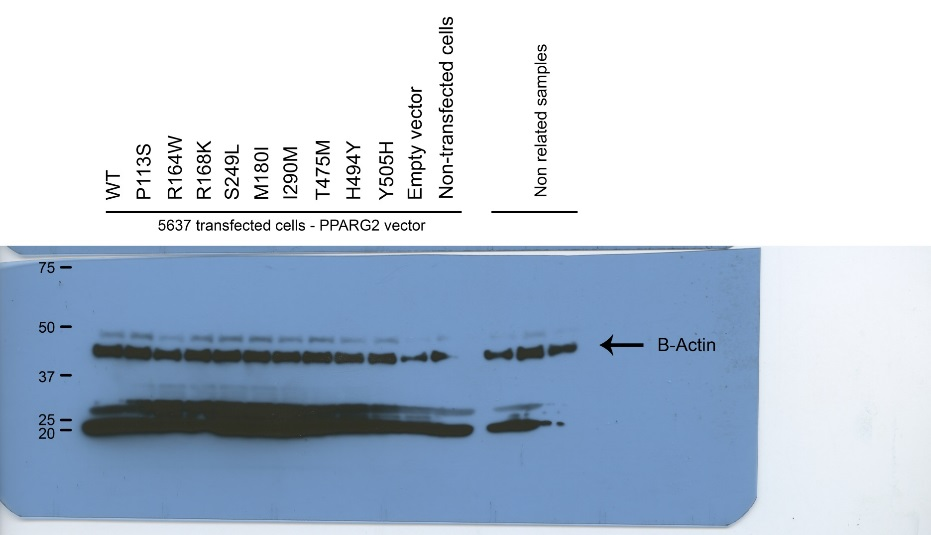 WT
P113S
R164W
R168K
S249L
M180I
I290M
T475M
H494Y
Y505H
Empty vector
Non-transfected cells
Non related samples
5637 transfected cells - PPARG2 vector
75
50
37
25
20
B-Actin